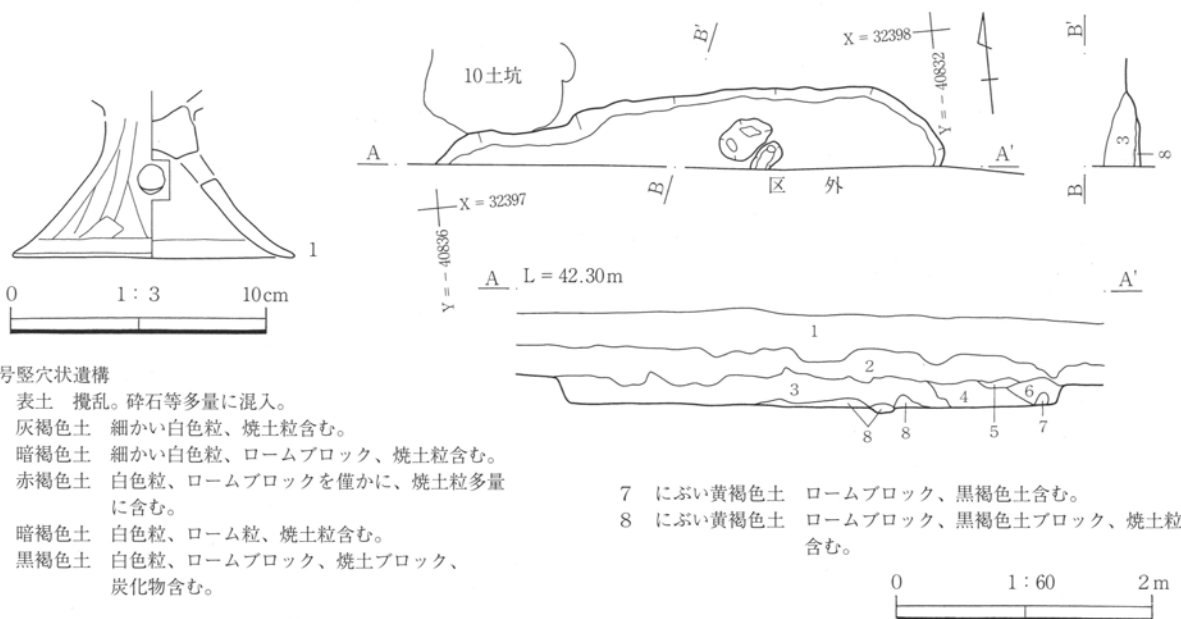 10土坑
B'
X = 32398
Y = − 40832
A
A'
B
区 外
X = 32397
Y = − 40836
B'
3
8
B
1
0 1 : 3 10cm
A L = 42.30m A'
1
2
3
4
6
8
8
5
7
号竪穴状遺構
表土 攪乱。砕石等多量に混入。
灰褐色土 細かい白色粒、焼土粒含む。
暗褐色土 細かい白色粒、ロームブロック、焼土粒含む。
赤褐色土 白色粒、ロームブロックを僅かに、焼土粒多量
に含む。
暗褐色土 白色粒、ローム粒、焼土粒含む。
黒褐色土 白色粒、ロームブロック、焼土ブロック、
炭化物含む。
7 にぶい黄褐色土 ロームブロック、黒褐色土含む。
8 にぶい黄褐色土 ロームブロック、黒褐色土ブロック、焼土粒
含む。
0 1 : 60 2 m